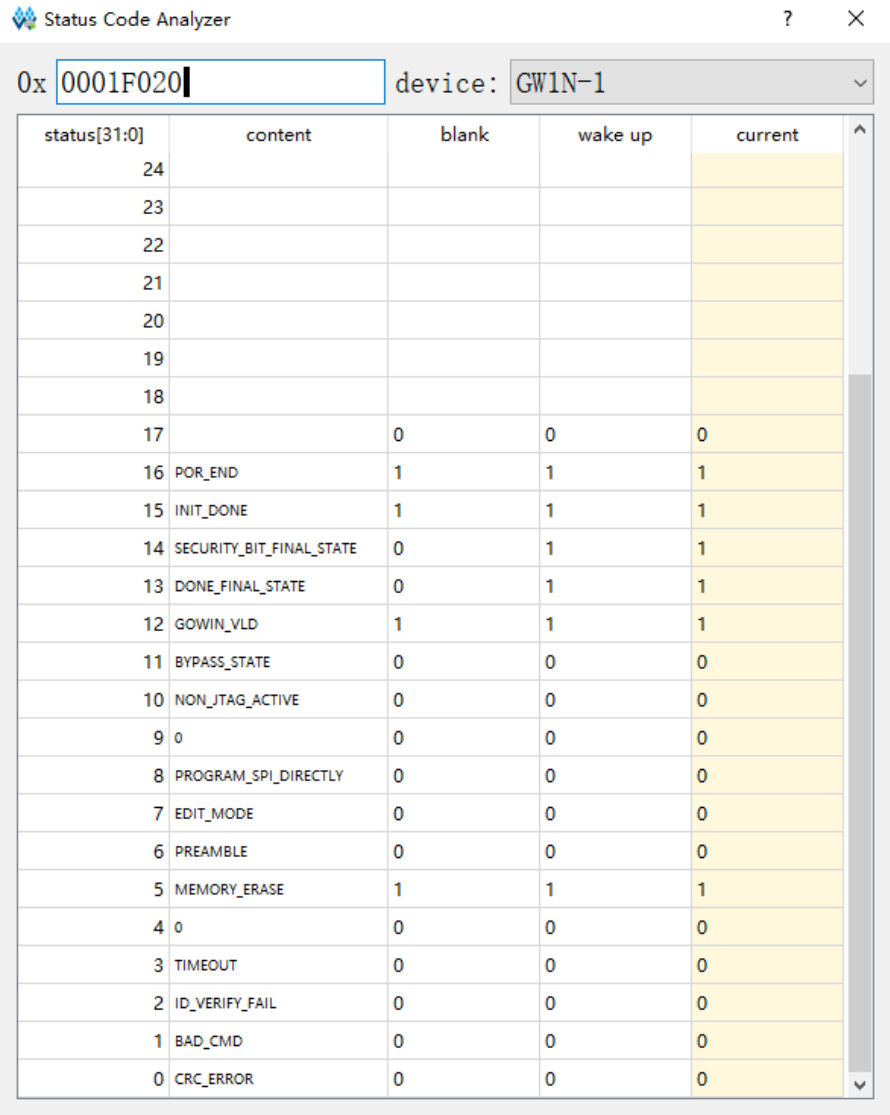 Status Code Analyzer ? ×
0x 0001F020 device: GW1N-1
status[31:0] content blank wake up current
24
23
22
21
20
19
18
17 0 0 0
16 POR_END 1 1 1
15 INIT_DONE 1 1 1
14 SECURITY_BIT_FINAL_STATE 0 1 1
13 DONE_FINAL_STATE 0 1 1
12 GOWIN_VLD 1 1 1
11 BYPASS_STATE 0 0 0
10 NON_JTAG_ACTIVE 0 0 0
9 0 0 0 0
8 PROGRAM_SPI_DIRECTLY 0 0 0
7 EDIT_MODE 0 0 0
6 PREAMBLE 0 0 0
5 MEMORY_ERASE 1 1 1
4 0 0 0 0
3 TIMEOUT 0 0 0
2 ID_VERIFY_FAIL 0 0 0
1 BAD_CMD 0 0 0
0 CRC_ERROR 0 0 0